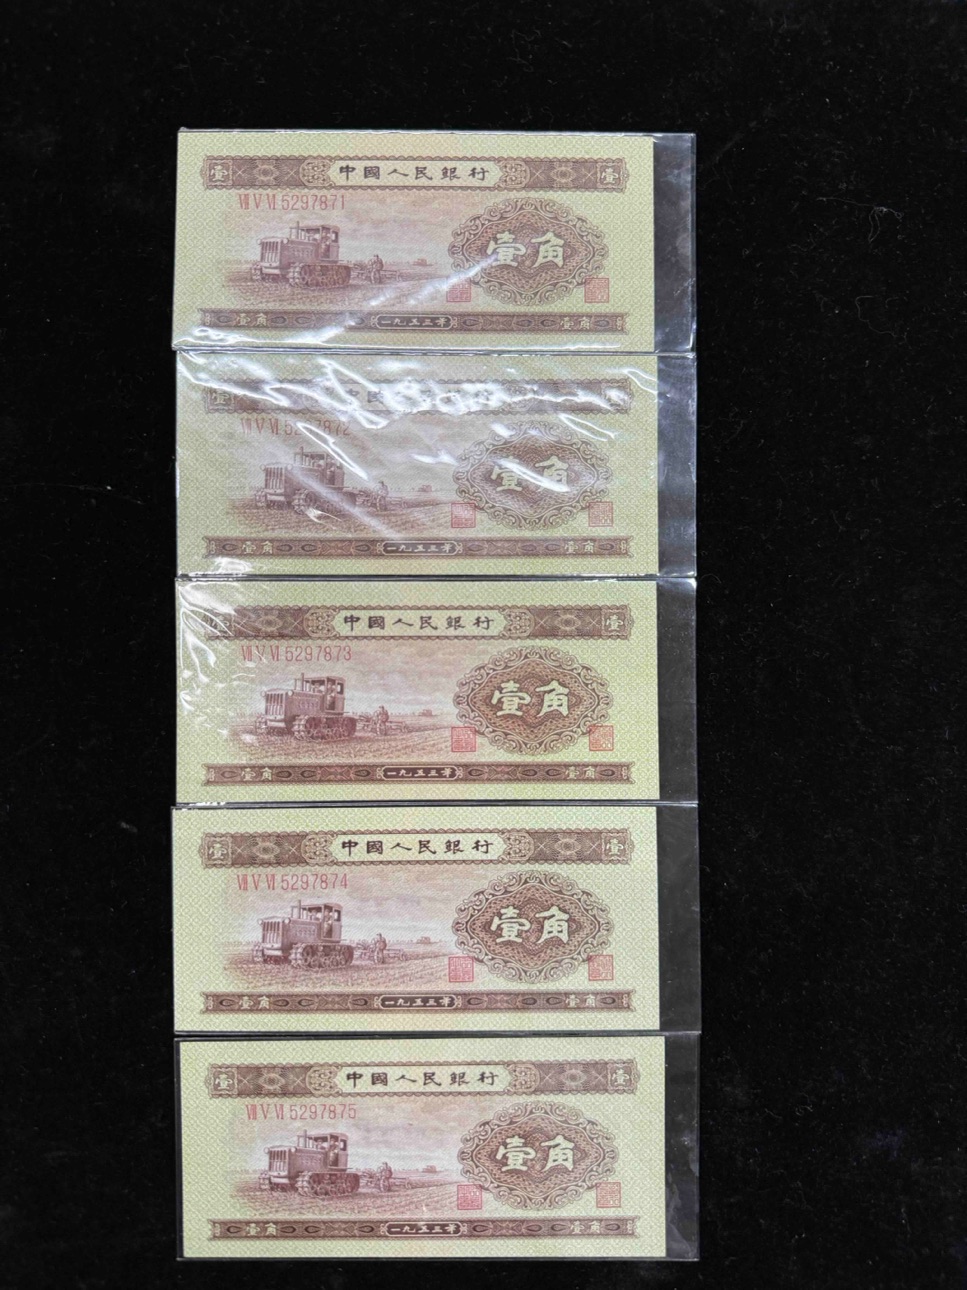 壹 中國人民銀行 壹
Ⅷ Ⅴ Ⅵ 5297871
壹角
壹角 一九五三年 壹角
壹 民 壹
Ⅷ Ⅴ Ⅵ 5297872
壹角
壹角 一九五三年 壹角
壹 中國人民銀行 壹
Ⅷ Ⅴ Ⅵ 5297873
壹角
壹角 一九五三年 壹角
壹 中國人民銀行 壹
Ⅷ Ⅴ Ⅵ 5297874
壹角
壹角 一九五三年 壹角
壹 中國人民銀行 壹
Ⅷ Ⅴ Ⅵ 5297875
壹角
壹角 一九五三年 壹角